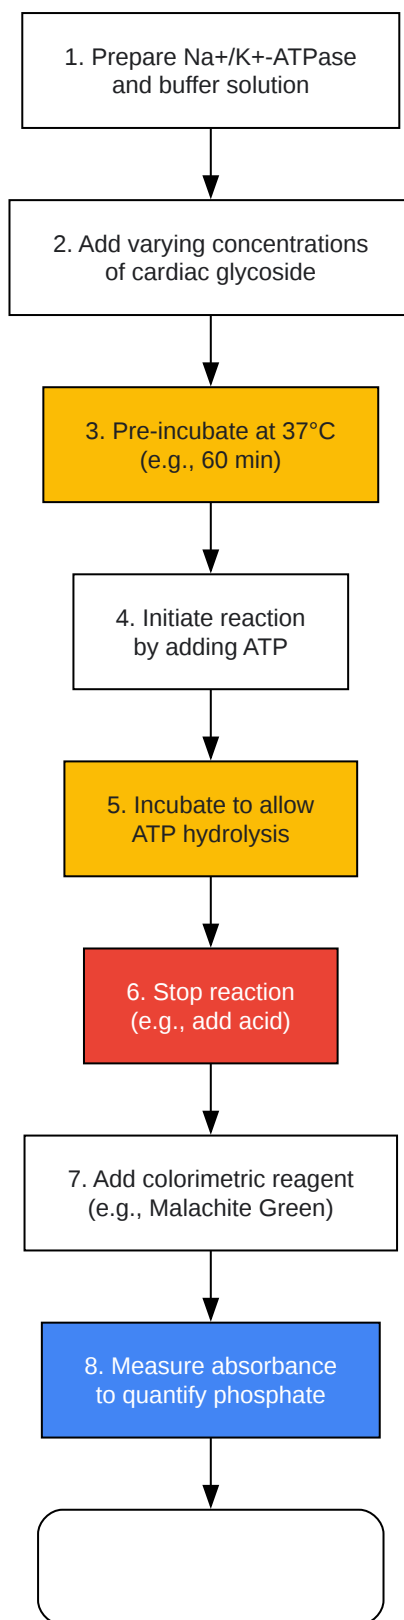 1. Prepare Na+/K+-ATPase
and buffer solution
2. Add varying concentrations
of cardiac glycoside
3. Pre-incubate at 37°C
(e.g., 60 min)
4. Initiate reaction
by adding ATP
5. Incubate to allow
ATP hydrolysis
6. Stop reaction
(e.g., add acid)
7. Add colorimetric reagent
(e.g., Malachite Green)
8. Measure absorbance
to quantify phosphate